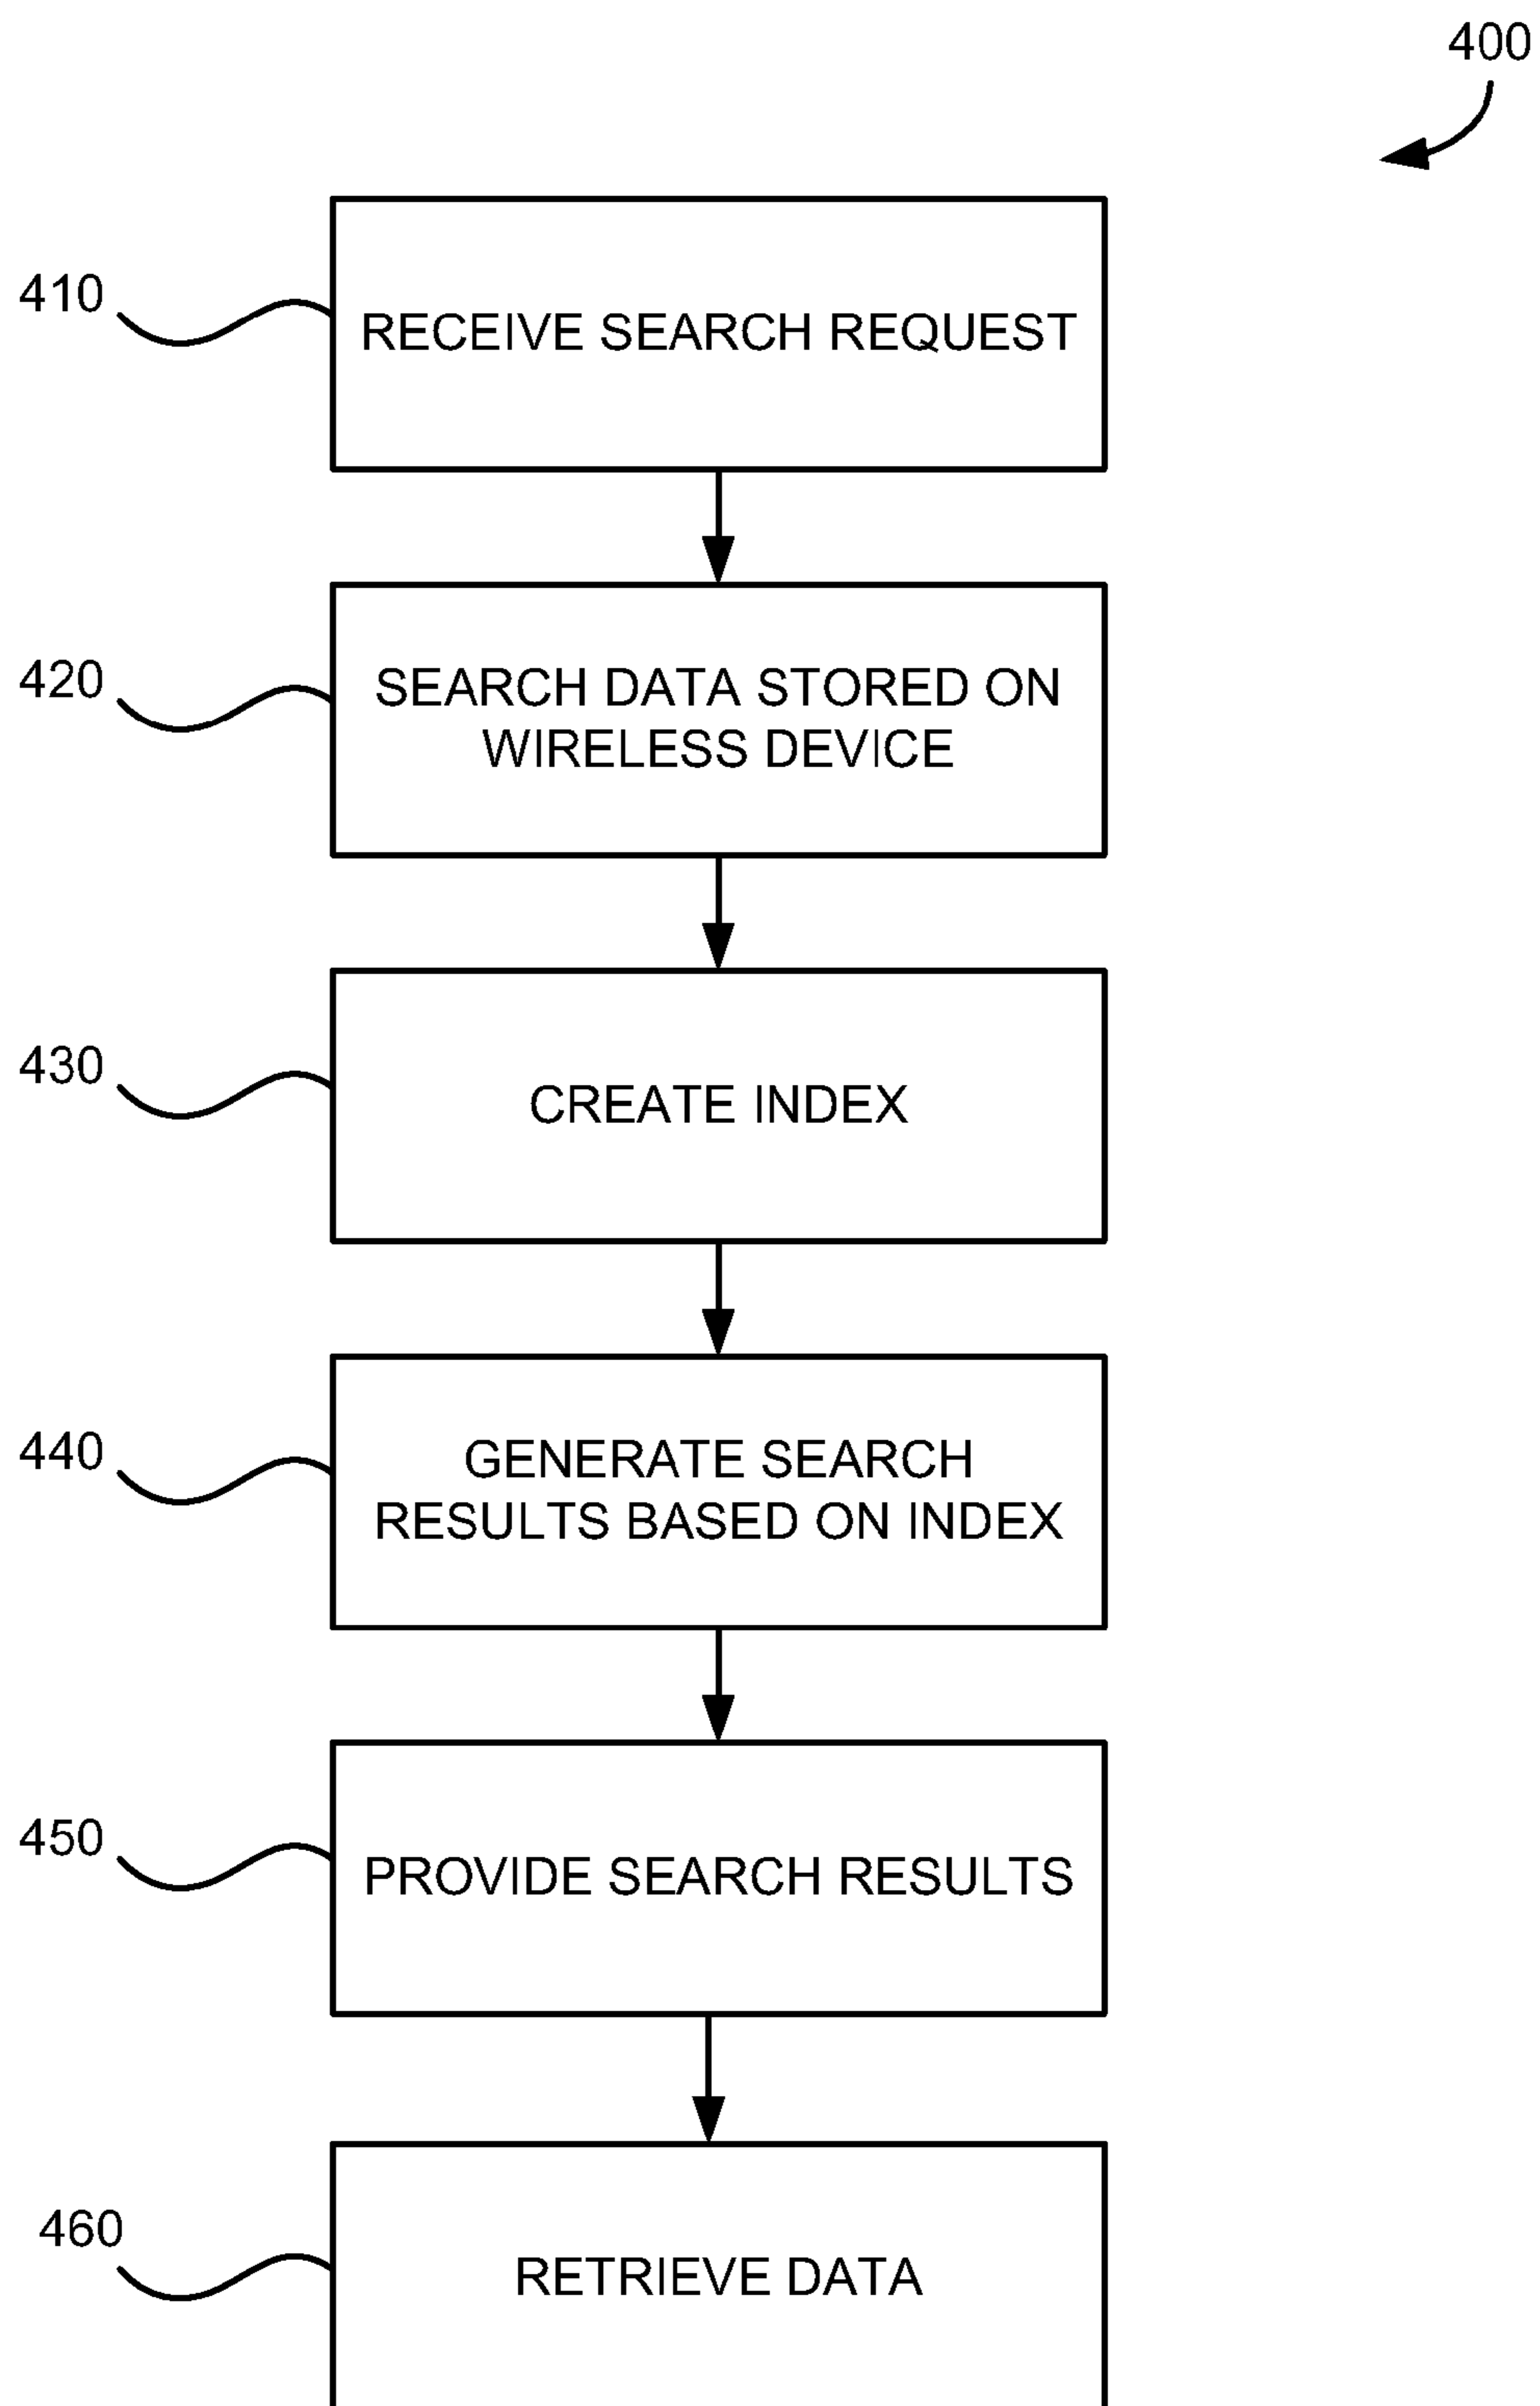 400
410
RECEIVE SEARCH REQUEST
420
SEARCH DATA STORED ON
WIRELESS DEVICE
430
CREATE INDEX
440
GENERATE SEARCH
RESULTS BASED ON INDEX
450
PROVIDE SEARCH RESULTS
460
RETRIEVE DATA